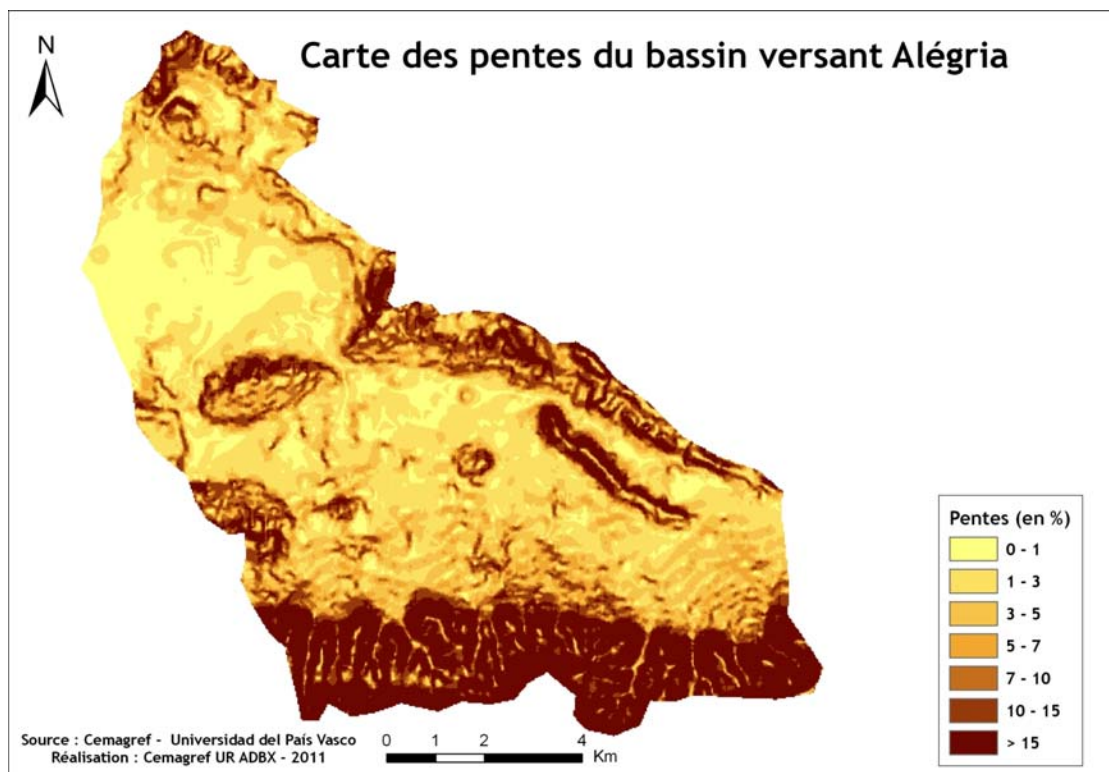 N
Carte des pentes du bassin versant Alégria
Pentes (en %)
0 - 1
1 - 3
3 - 5
5 - 7
7 - 10
10 - 15
> 15
Source : Cemagref - Universidad del País Vasco
Réalisation : Cemagref UR ADBX - 2011
0 1 2 4
Km